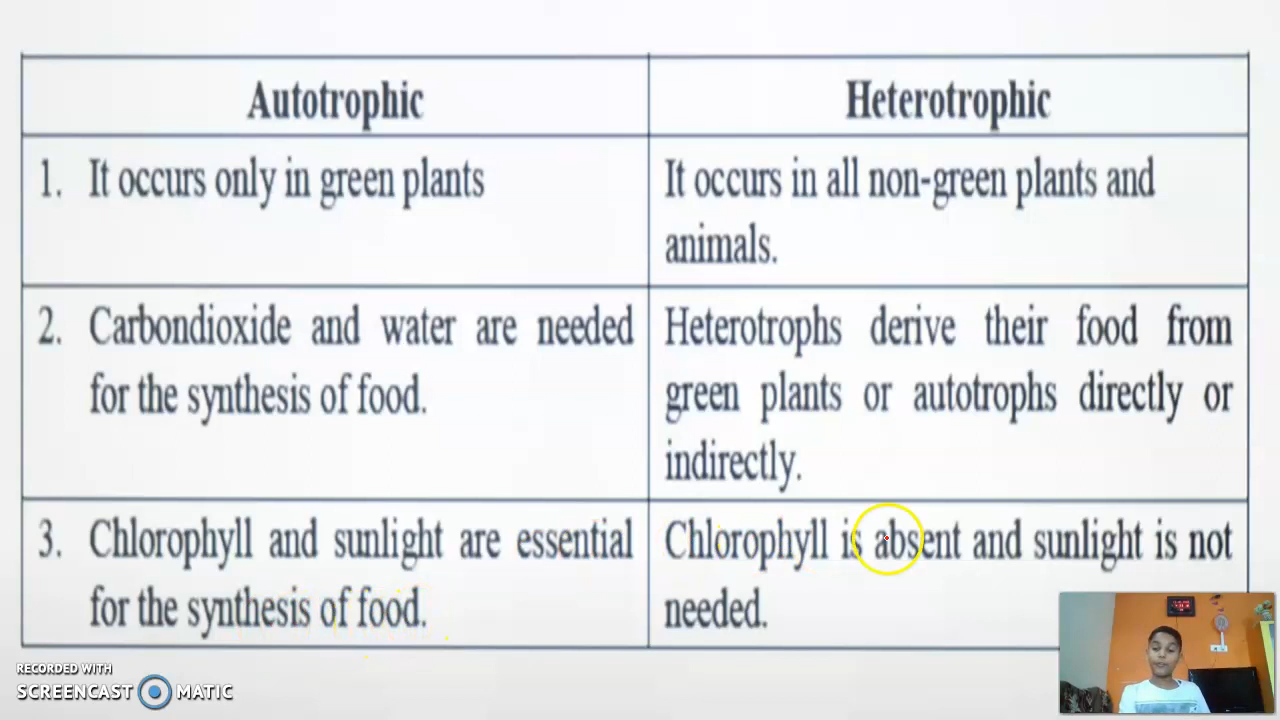 Autotrophic
Heterotrophic
1. It occurs only in green plants
It occurs in all non-green plants and
animals.
2. Carbondioxide and water are needed
for the synthesis of food.
Heterotrophs derive their food from
green plants or autotrophs directly or
indirectly.
3. Chlorophyll and sunlight are essential
for the synthesis of food.
Chlorophyll is absent and sunlight is not
needed.
RECORDED WITH
SCREENCAST MATIC